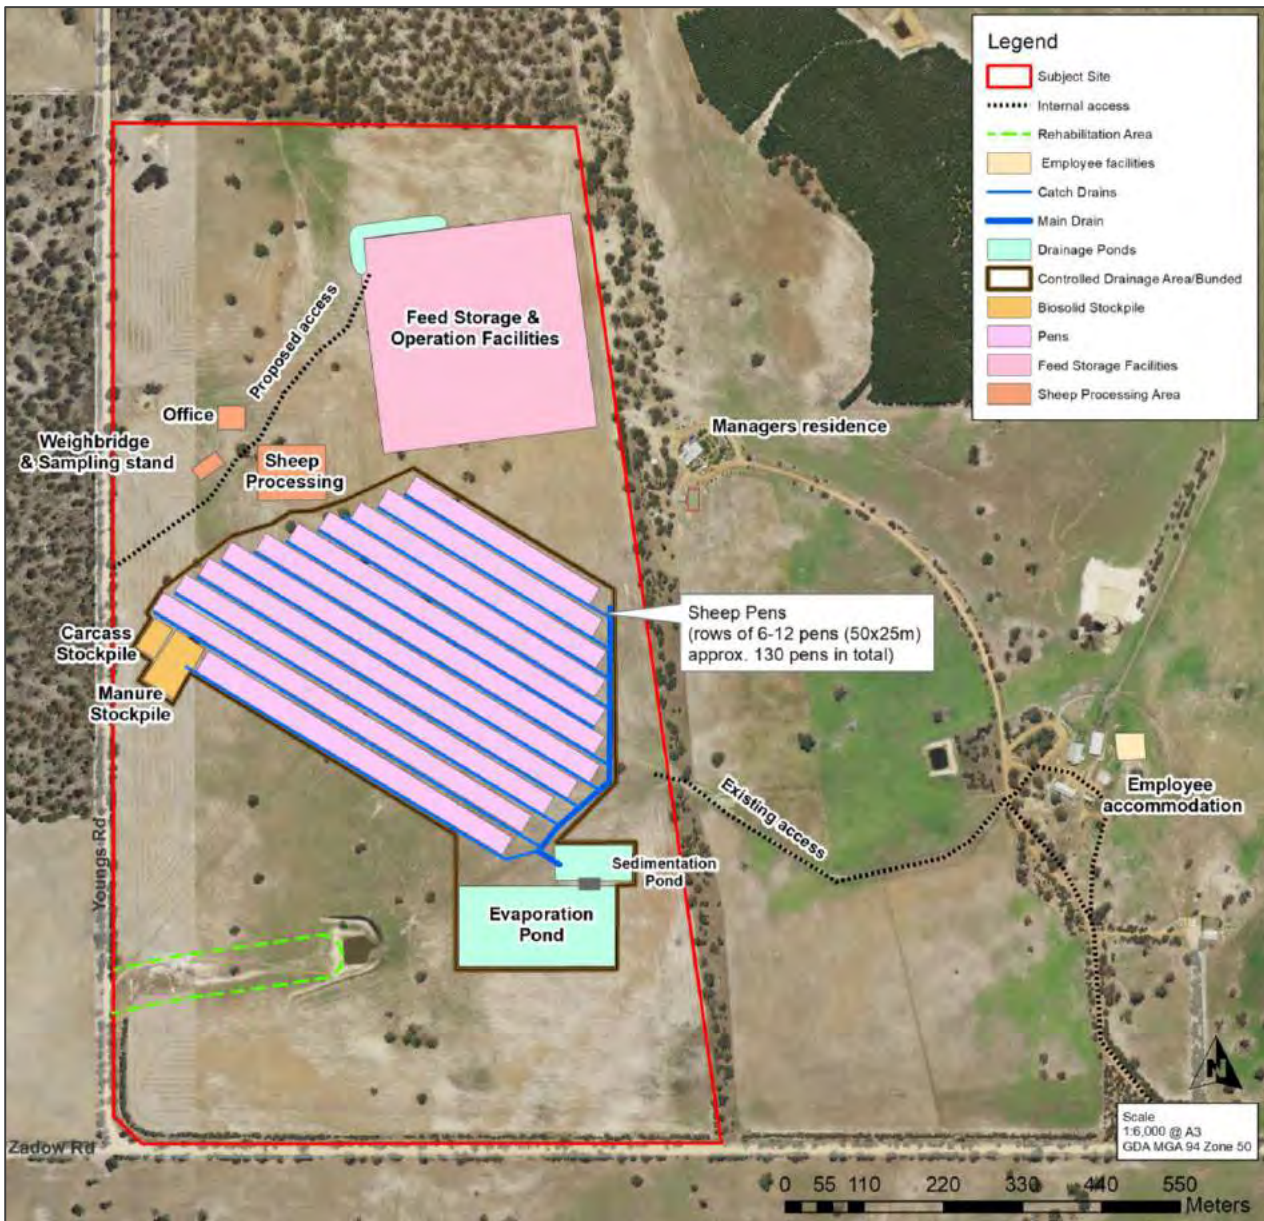 Legend
Subject Site
Internal access
Rehabilitation Area
Employee facilities
Catch Drains
Main Drain
Drainage Ponds
Controlled Drainage Area/Bunded
Biosolid Stockpile
Pens
Feed Storage Facilities
Sheep Processing Area
Feed Storage &
Operation Facilities
Proposed access
Office
Weighbridge
& Sampling stand
Sheep
Processing
Managers residence
Sheep Pens
(rows of 6-12 pens (50x25m)
approx. 130 pens in total)
Carcass
Stockpile
Manure
Stockpile
Existing access
Employee
accommodation
Sedimentation
Pond
Evaporation
Pond
Youngs Rd
Zadow Rd
N
Scale
1:6,000 @ A3
GDA MGA 94 Zone 50
0 55 110 220 330 440 550
Meters